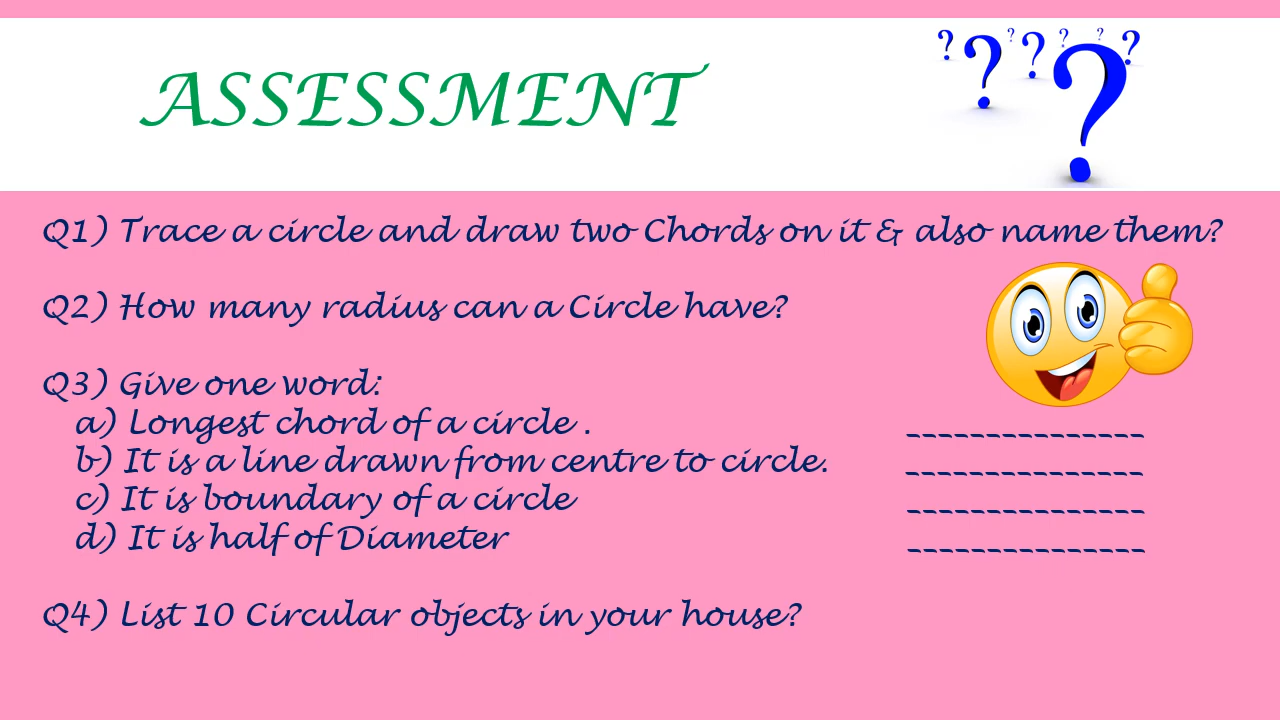 ASSESSMENT
? ? ? ? ? ? ? ?
Q1) Trace a circle and draw two Chords on it & also name them?
Q2) How many radius can a Circle have?
Q3) Give one word:
a) Longest chord of a circle . _______________
b) It is a line drawn from centre to circle. _______________
c) It is boundary of a circle _______________
d) It is half of Diameter _______________
Q4) List 10 Circular objects in your house?